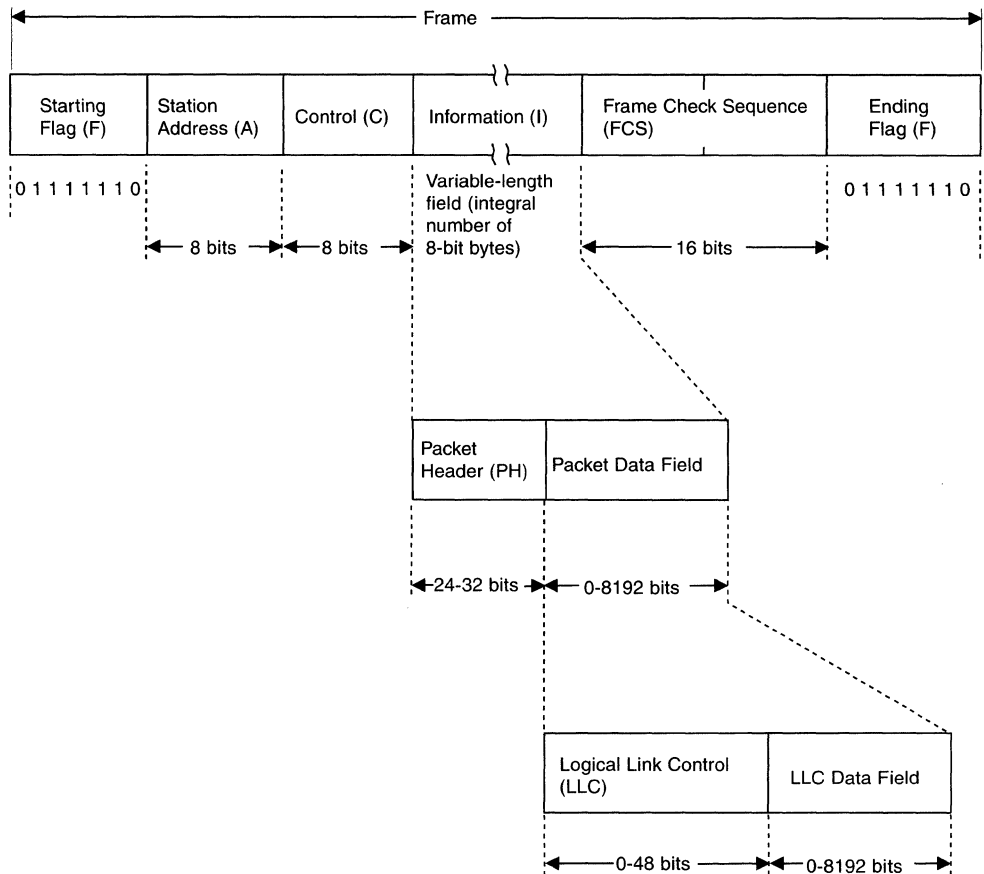 Frame
Starting
Flag (F)
Station
Address (A)
Control (C)
Information (I)
Frame Check Sequence
(FCS)
Ending
Flag (F)
0 1 1 1 1 1 1 0
Variable-length
field (integral
number of
8-bit bytes)
0 1 1 1 1 1 1 0
8 bits
8 bits
16 bits
Packet
Header (PH)
Packet Data Field
24-32 bits
0-8192 bits
Logical Link Control
(LLC)
LLC Data Field
0-48 bits
0-8192 bits